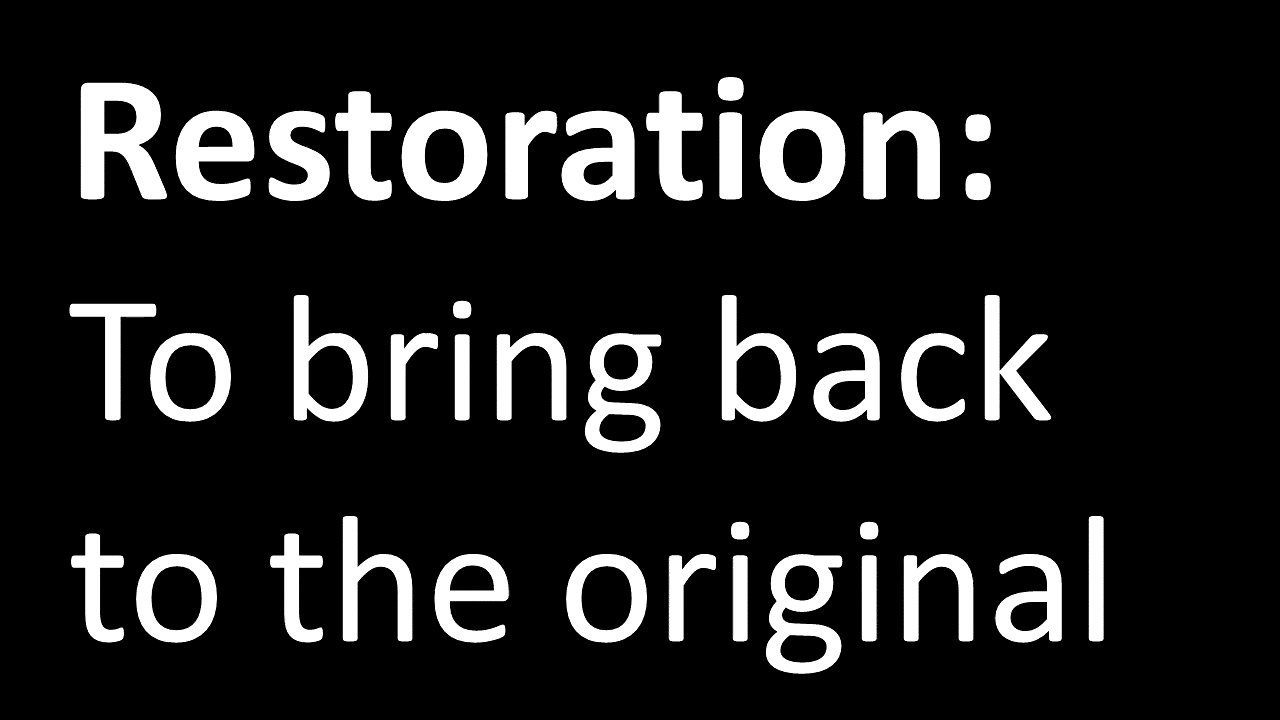 Restoration:
To bring back
to the original